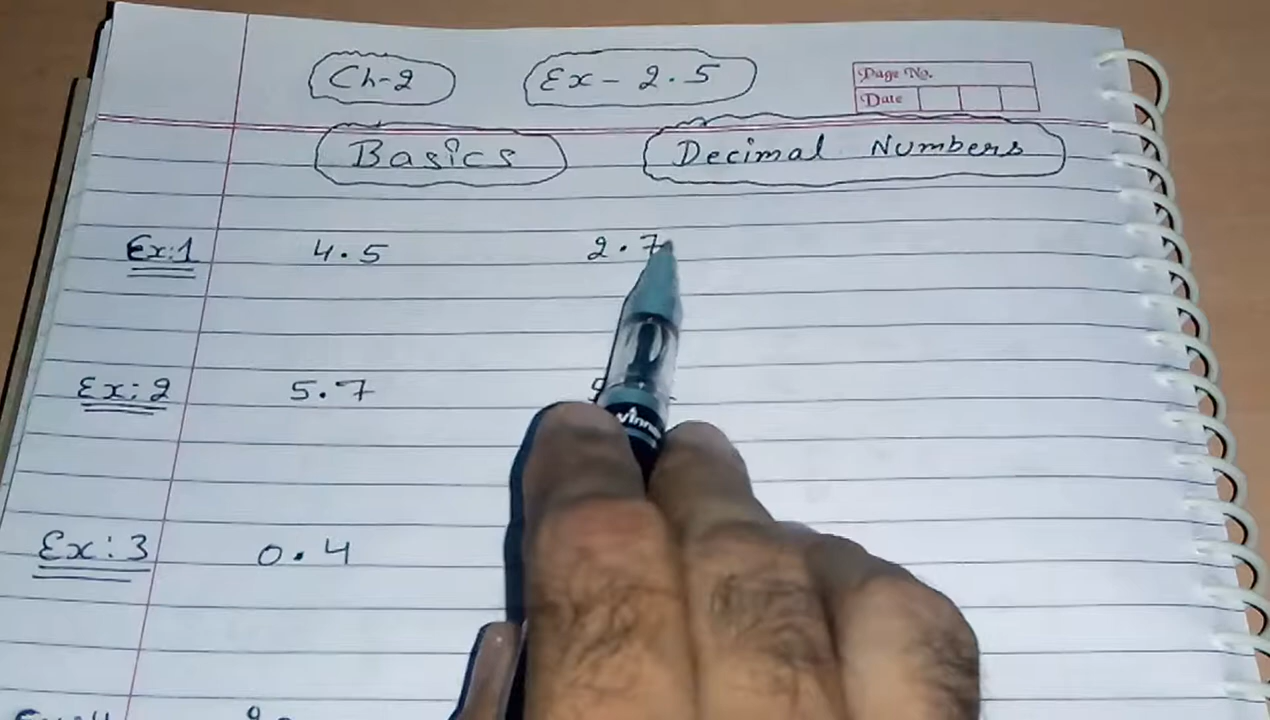 Ch-2 Ex - 2.5
Page No.
Date
Basics Decimal Numbers
Ex:1 4.5 2.7
Ex:2 5.7
Ex:3 0.4